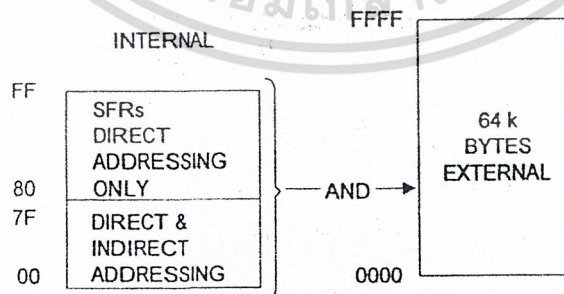 FFFF
INTERNAL
FF
SFRs
DIRECT
ADDRESSING
ONLY
80
7F
DIRECT &
INDIRECT
ADDRESSING
00
AND
64 k
BYTES
EXTERNAL
0000